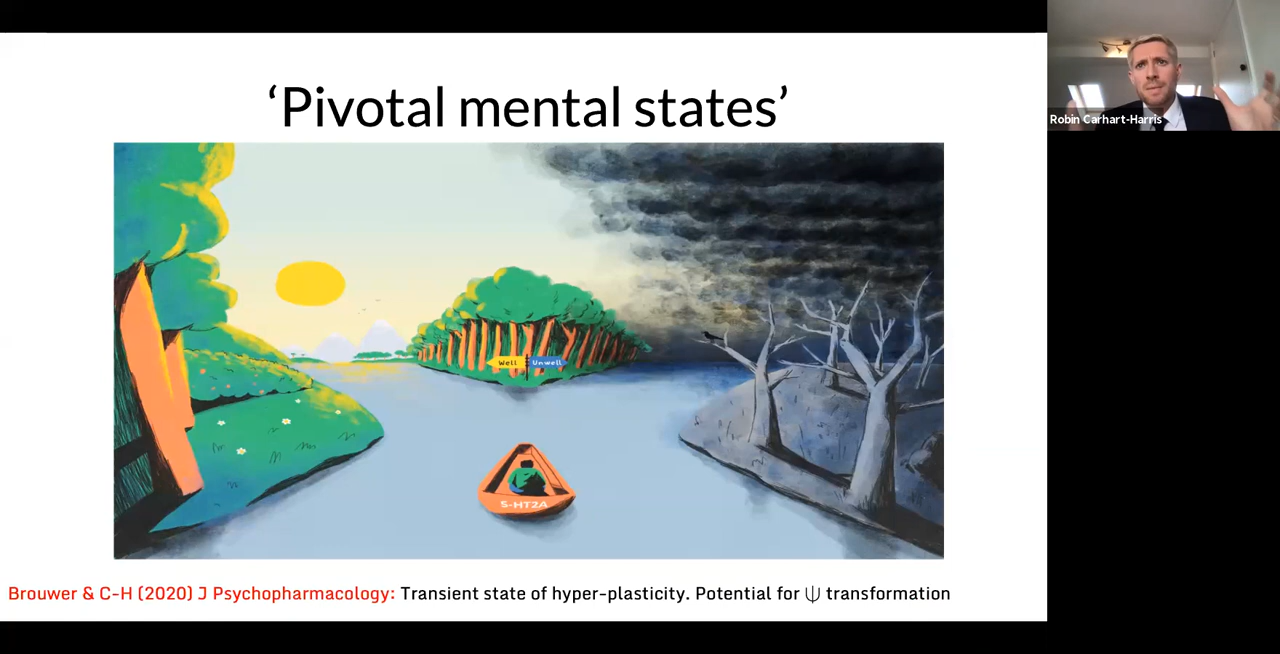 ‘Pivotal mental states’
Well
Unwell
5-HT2A
Brouwer & C-H (2020) J Psychopharmacology: Transient state of hyper-plasticity. Potential for ψ transformation
Robin Carhart-Harris